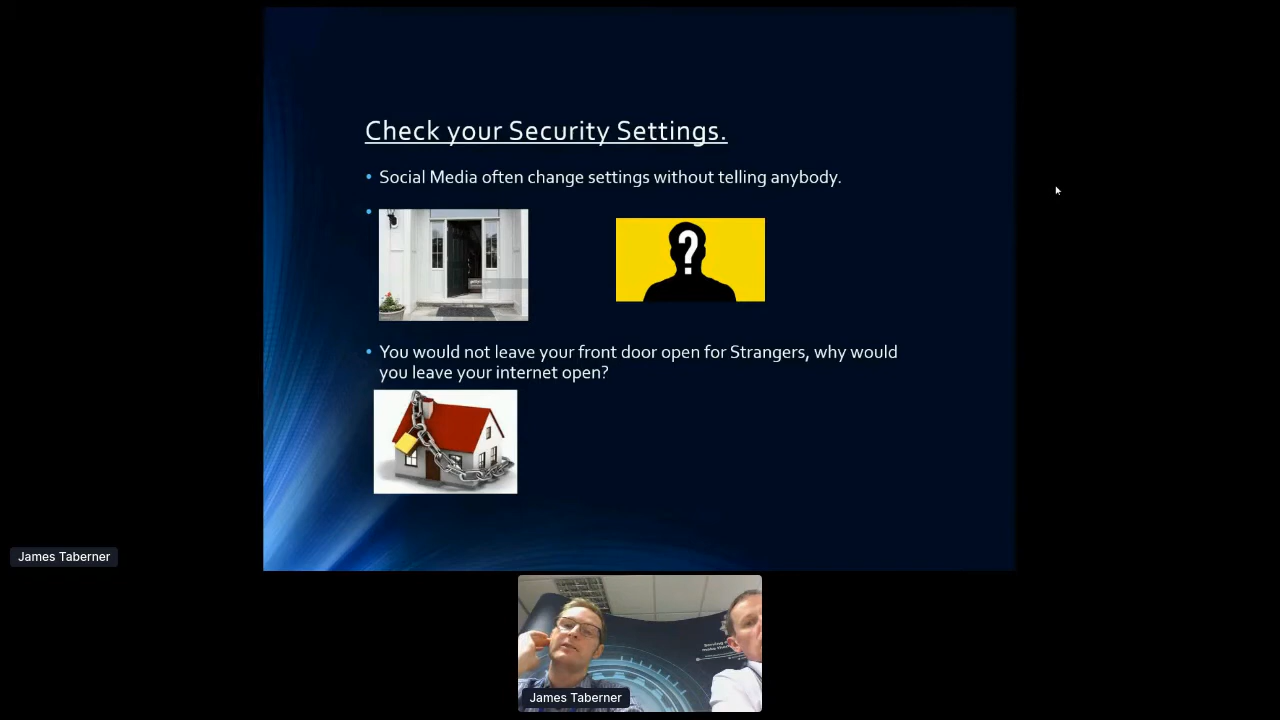 Check your Security Settings.
• Social Media often change settings without telling anybody.
•
?
• You would not leave your front door open for Strangers, why would
you leave your internet open?
James Taberner
James Taberner